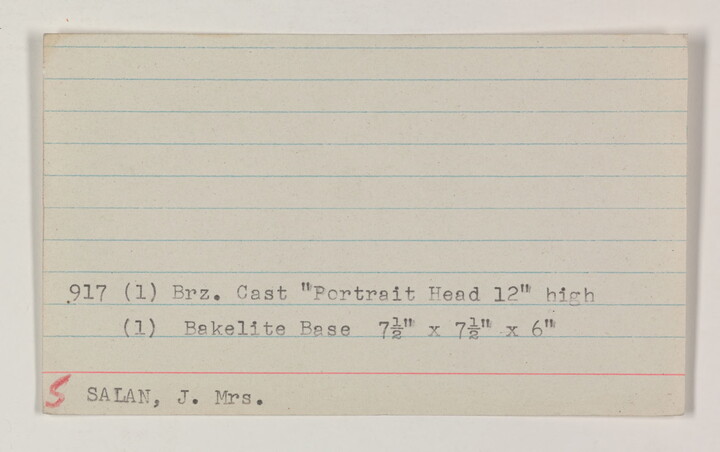 917 (1) Brz. Cast "Portrait Head 12" high
(1) Bakelite Base 7½" x 7½" x 6"
S SALAN, J. Mrs.